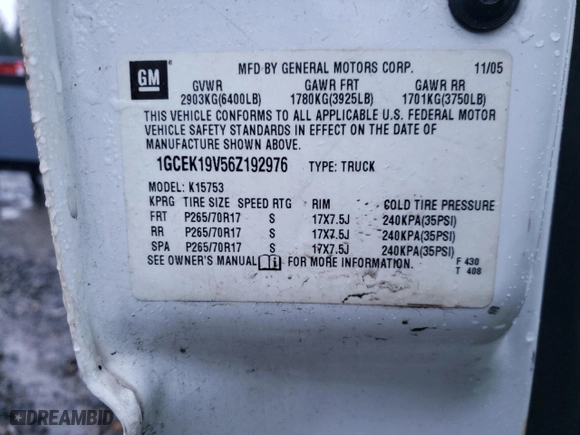 GM
MFD BY GENERAL MOTORS CORP. 11/05
GVWR GAWR FRT GAWR RR
2903KG(6400LB) 1780KG(3925LB) 1701KG(3750LB)
THIS VEHICLE CONFORMS TO ALL APPLICABLE U.S. FEDERAL MOTOR
VEHICLE SAFETY STANDARDS IN EFFECT ON THE DATE OF
MANUFACTURE SHOWN ABOVE.
1GCEK19V56Z192976 TYPE: TRUCK
MODEL: K15753
KPRG TIRE SIZE SPEED RTG RIM COLD TIRE PRESSURE
FRT P265/70R17 S 17X7.5J 240KPA(35PSI)
RR P265/70R17 S 17X7.5J 240KPA(35PSI)
SPA P265/70R17 S 17X7.5J 240KPA(35PSI)
SEE OWNER'S MANUAL FOR MORE INFORMATION.
F 430
T 408
DREAMBID